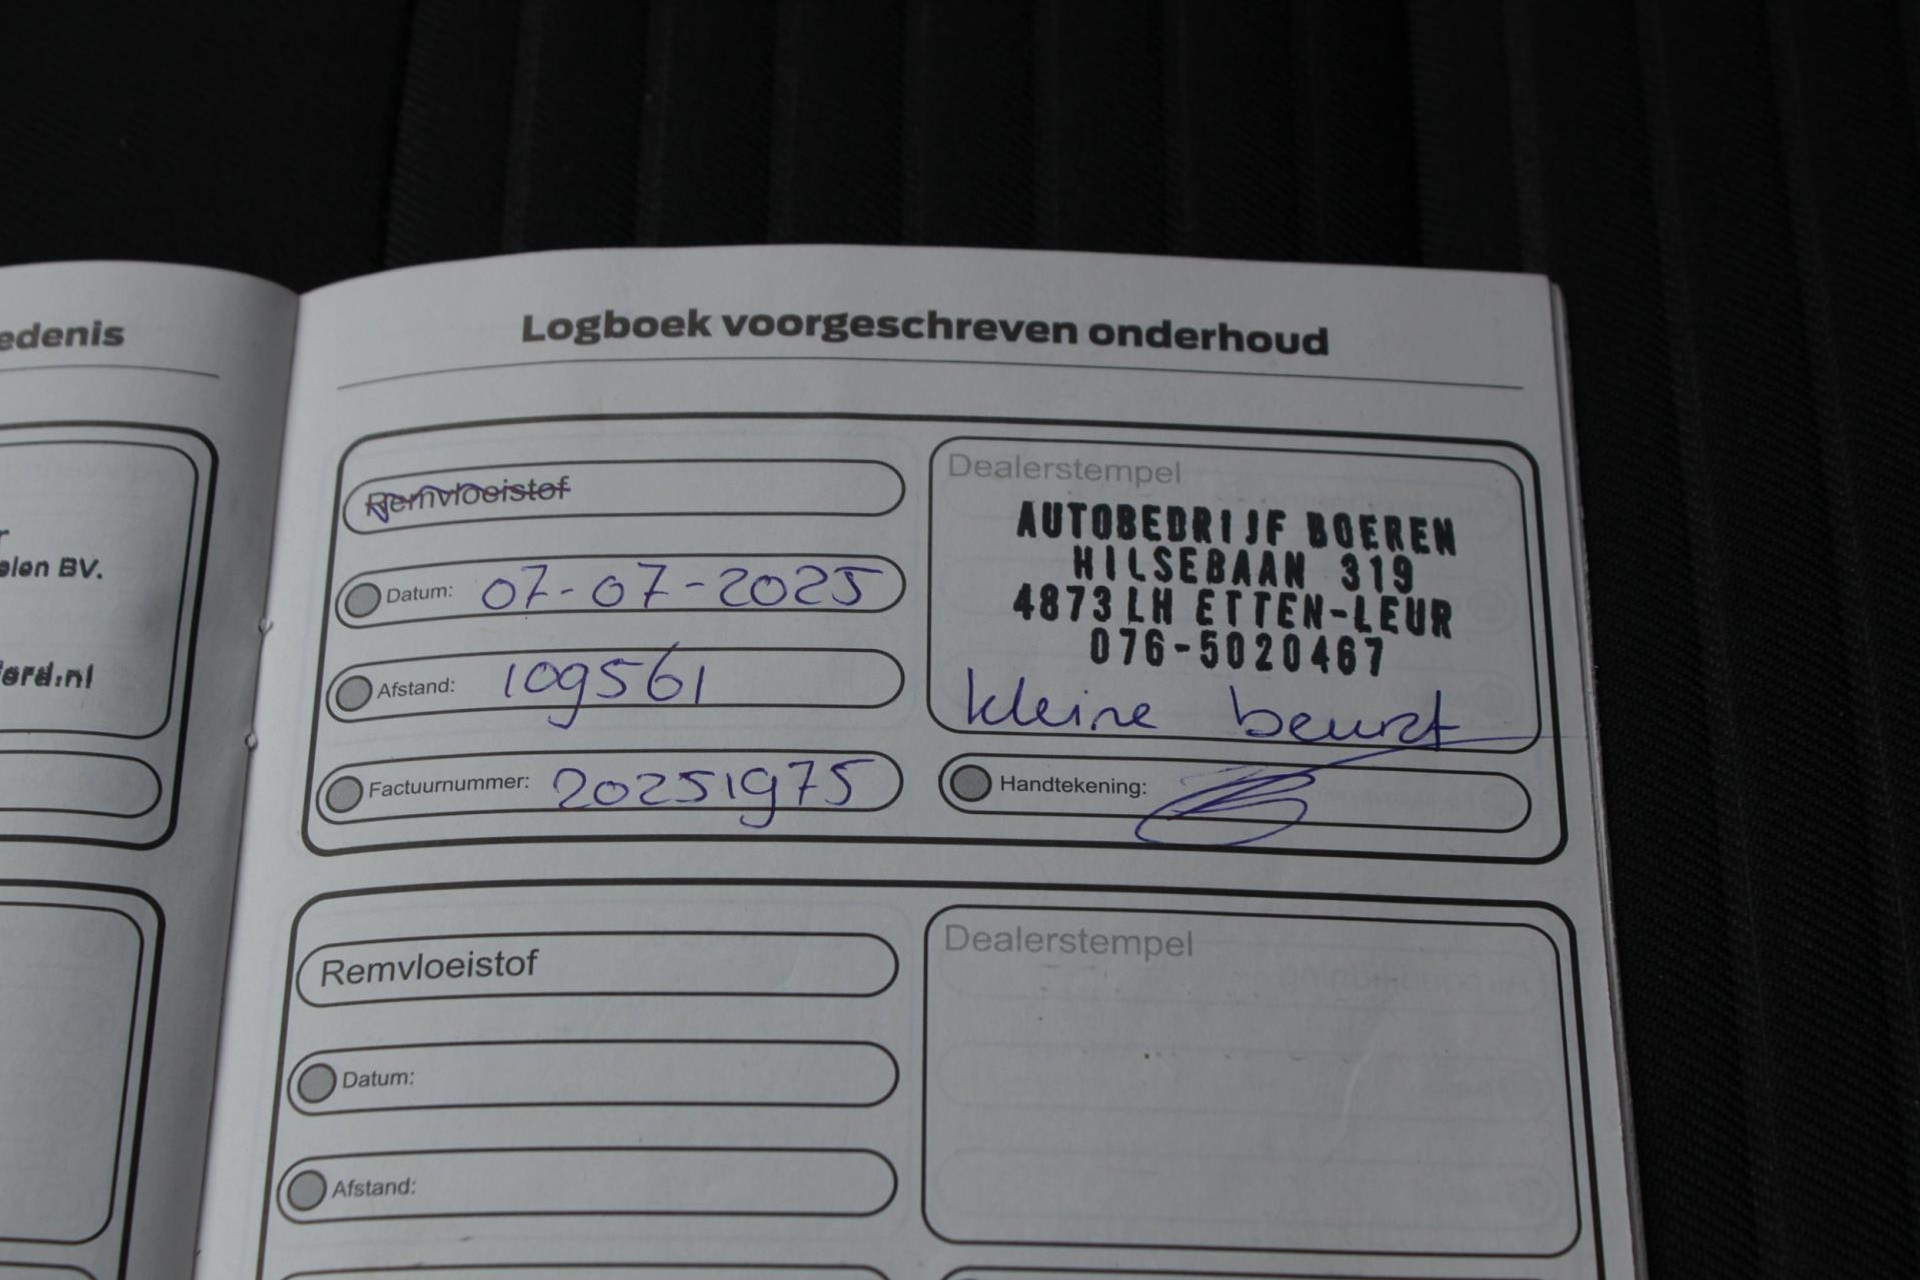 edenis
elen BV.
ord.nl
Logboek voorgeschreven onderhoud
Remvloeistof
Datum: 07-07-2025
Afstand: 109561
Factuurnummer: 20251975
Dealerstempel
AUTOBEDRIJF BOEREN
HILSEBAAN 319
4873 LH ETTEN-LEUR
076-5020467
kleine beurt
Handtekening:
Remvloeistof
Datum:
Afstand:
Dealerstempel